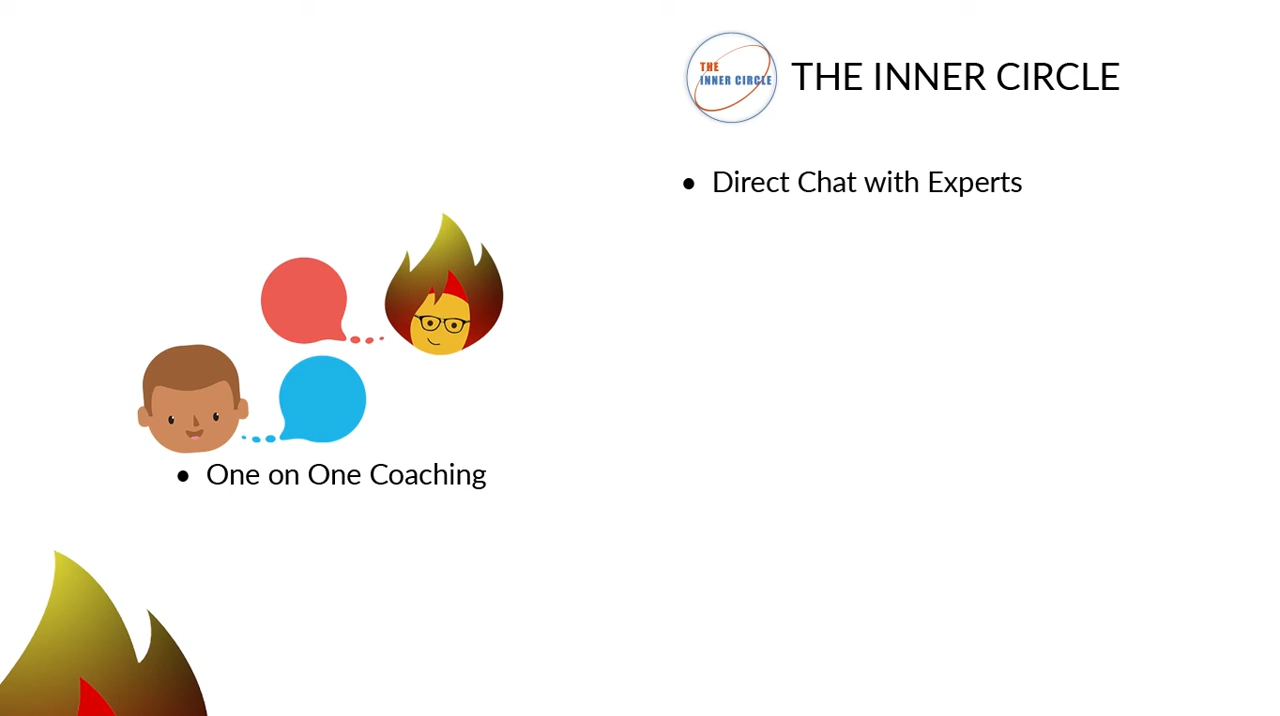 THE
INNER CIRCLE
THE INNER CIRCLE
• Direct Chat with Experts
• One on One Coaching